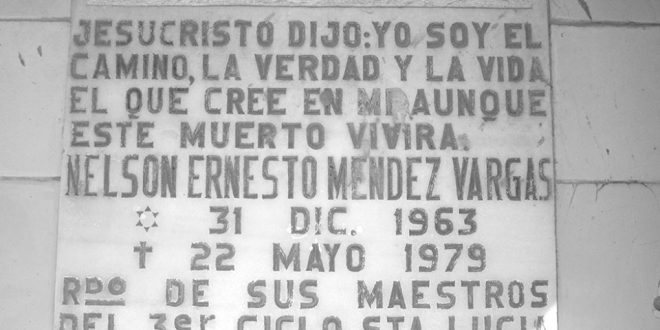 JESUCRISTO DIJO: YO SOY EL
CAMINO, LA VERDAD Y LA VIDA
EL QUE CREE EN MI AUNQUE
ESTE MUERTO VIVIRA.
NELSON ERNESTO MENDEZ VARGAS
✡ 31 DIC. 1963
✝ 22 MAYO 1979
RDO DE SUS MAESTROS
DEL 3er CICLO STA LUCIA